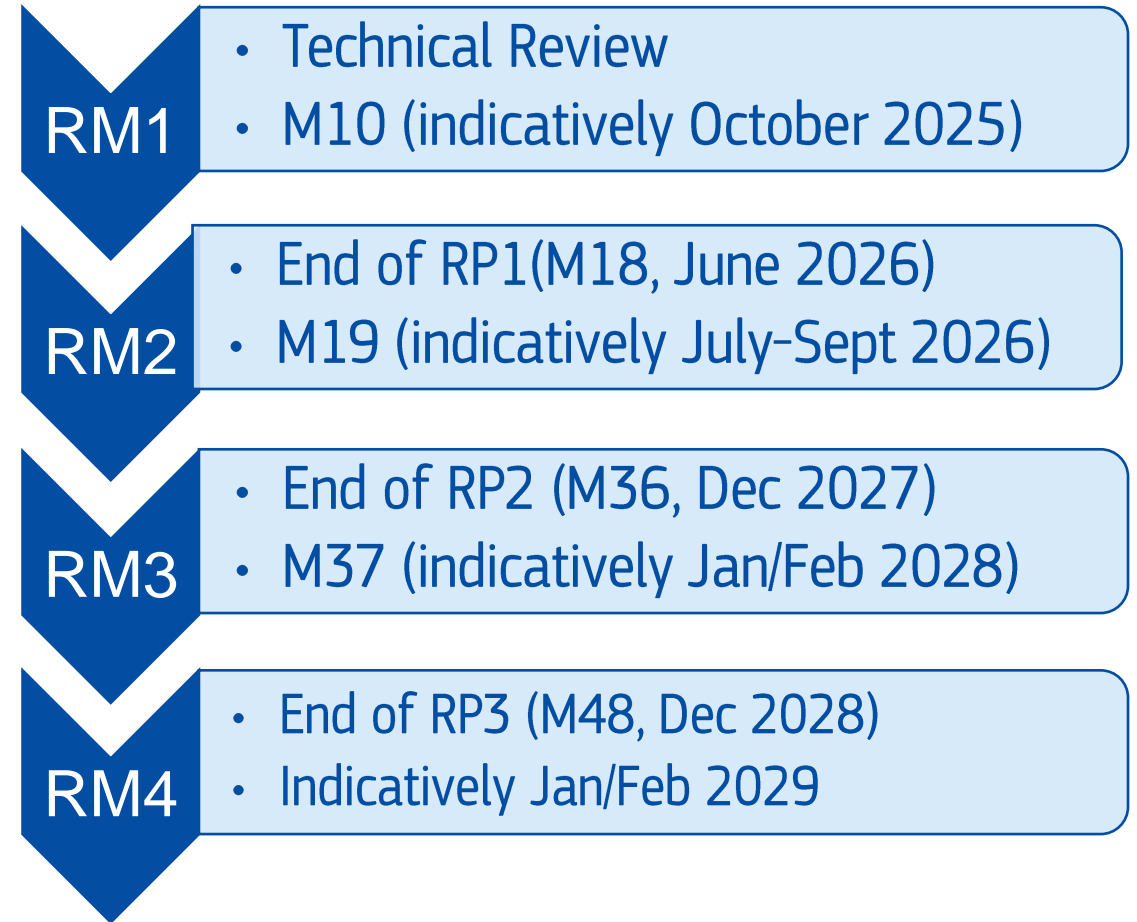 RM1
• Technical Review
• M10 (indicatively October 2025)
RM2
• End of RP1(M18, June 2026)
• M19 (indicatively July-Sept 2026)
RM3
• End of RP2 (M36, Dec 2027)
• M37 (indicatively Jan/Feb 2028)
RM4
• End of RP3 (M48, Dec 2028)
• Indicatively Jan/Feb 2029